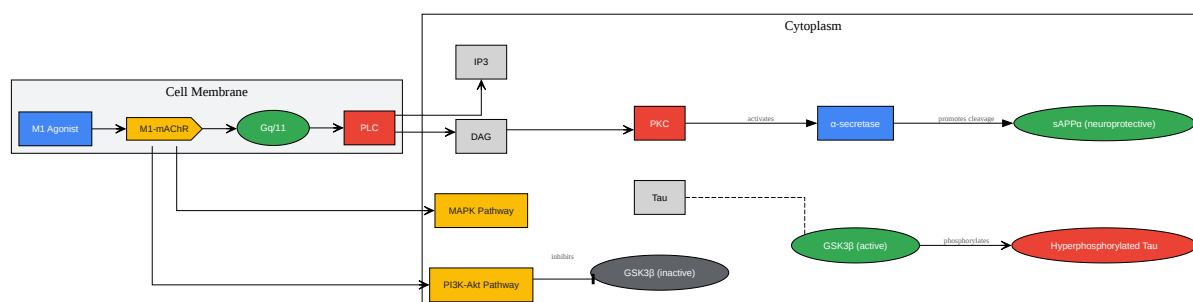 Cytoplasm
IP3
Cell Membrane
M1 Agonist
M1-mAChR
Gq/11
PLC
DAG
PKC
activates
α-secretase
promotes cleavage
sAPPα (neuroprotective)
Tau
MAPK Pathway
GSK3β (active)
phosphorylates
Hyperphosphorylated Tau
inhibits
PI3K-Akt Pathway
GSK3β (inactive)